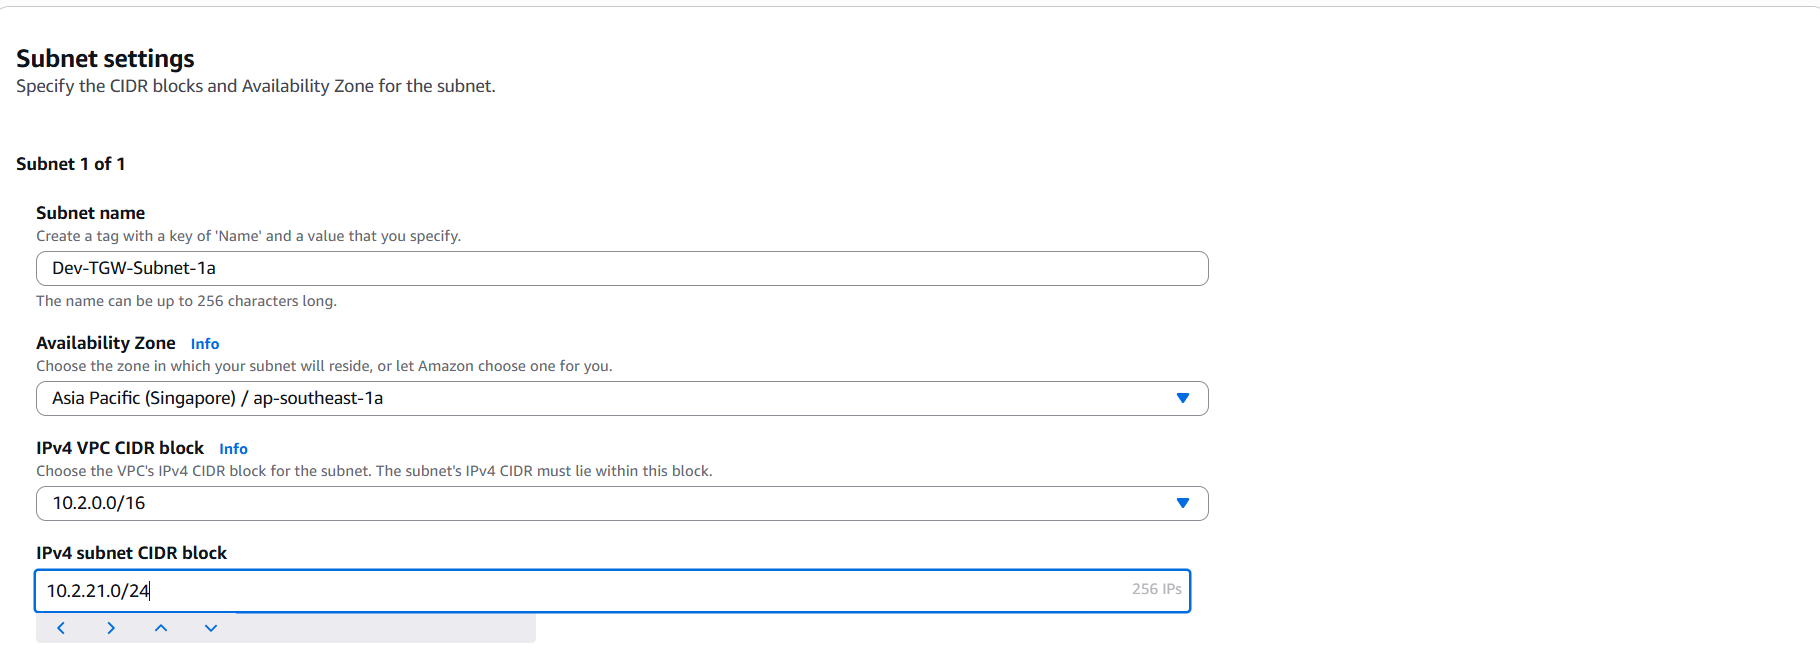 Subnet settings
Specify the CIDR blocks and Availability Zone for the subnet.
Subnet 1 of 1
Subnet name
Create a tag with a key of 'Name' and a value that you specify.
Dev-TGW-Subnet-1a
The name can be up to 256 characters long.
Availability Zone Info
Choose the zone in which your subnet will reside, or let Amazon choose one for you.
Asia Pacific (Singapore) / ap-southeast-1a
IPv4 VPC CIDR block Info
Choose the VPC's IPv4 CIDR block for the subnet. The subnet's IPv4 CIDR must lie within this block.
10.2.0.0/16
IPv4 subnet CIDR block
10.2.21.0/24 256 IPs